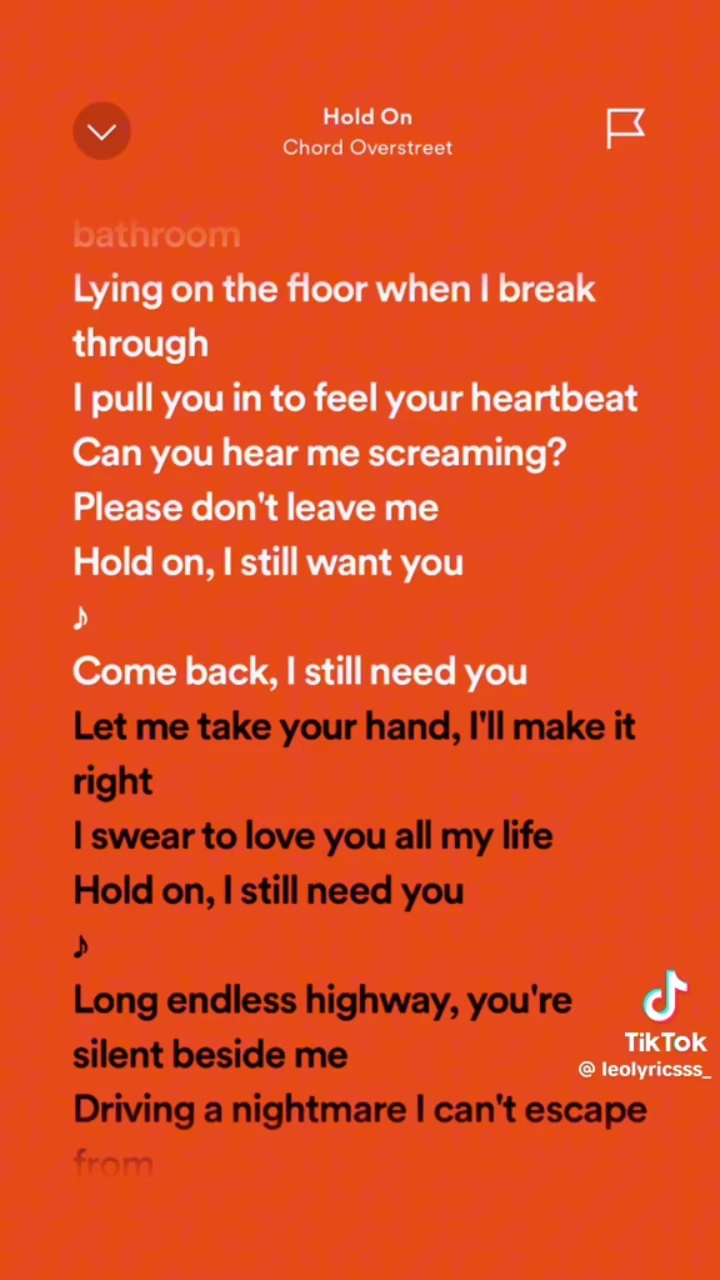 Hold On
Chord Overstreet
bathroom
Lying on the floor when I break
through
I pull you in to feel your heartbeat
Can you hear me screaming?
Please don't leave me
Hold on, I still want you
♪
Come back, I still need you
Let me take your hand, I'll make it
right
I swear to love you all my life
Hold on, I still need you
♪
Long endless highway, you're
silent beside me
Driving a nightmare I can't escape
from
TikTok
@ leolyricsss_